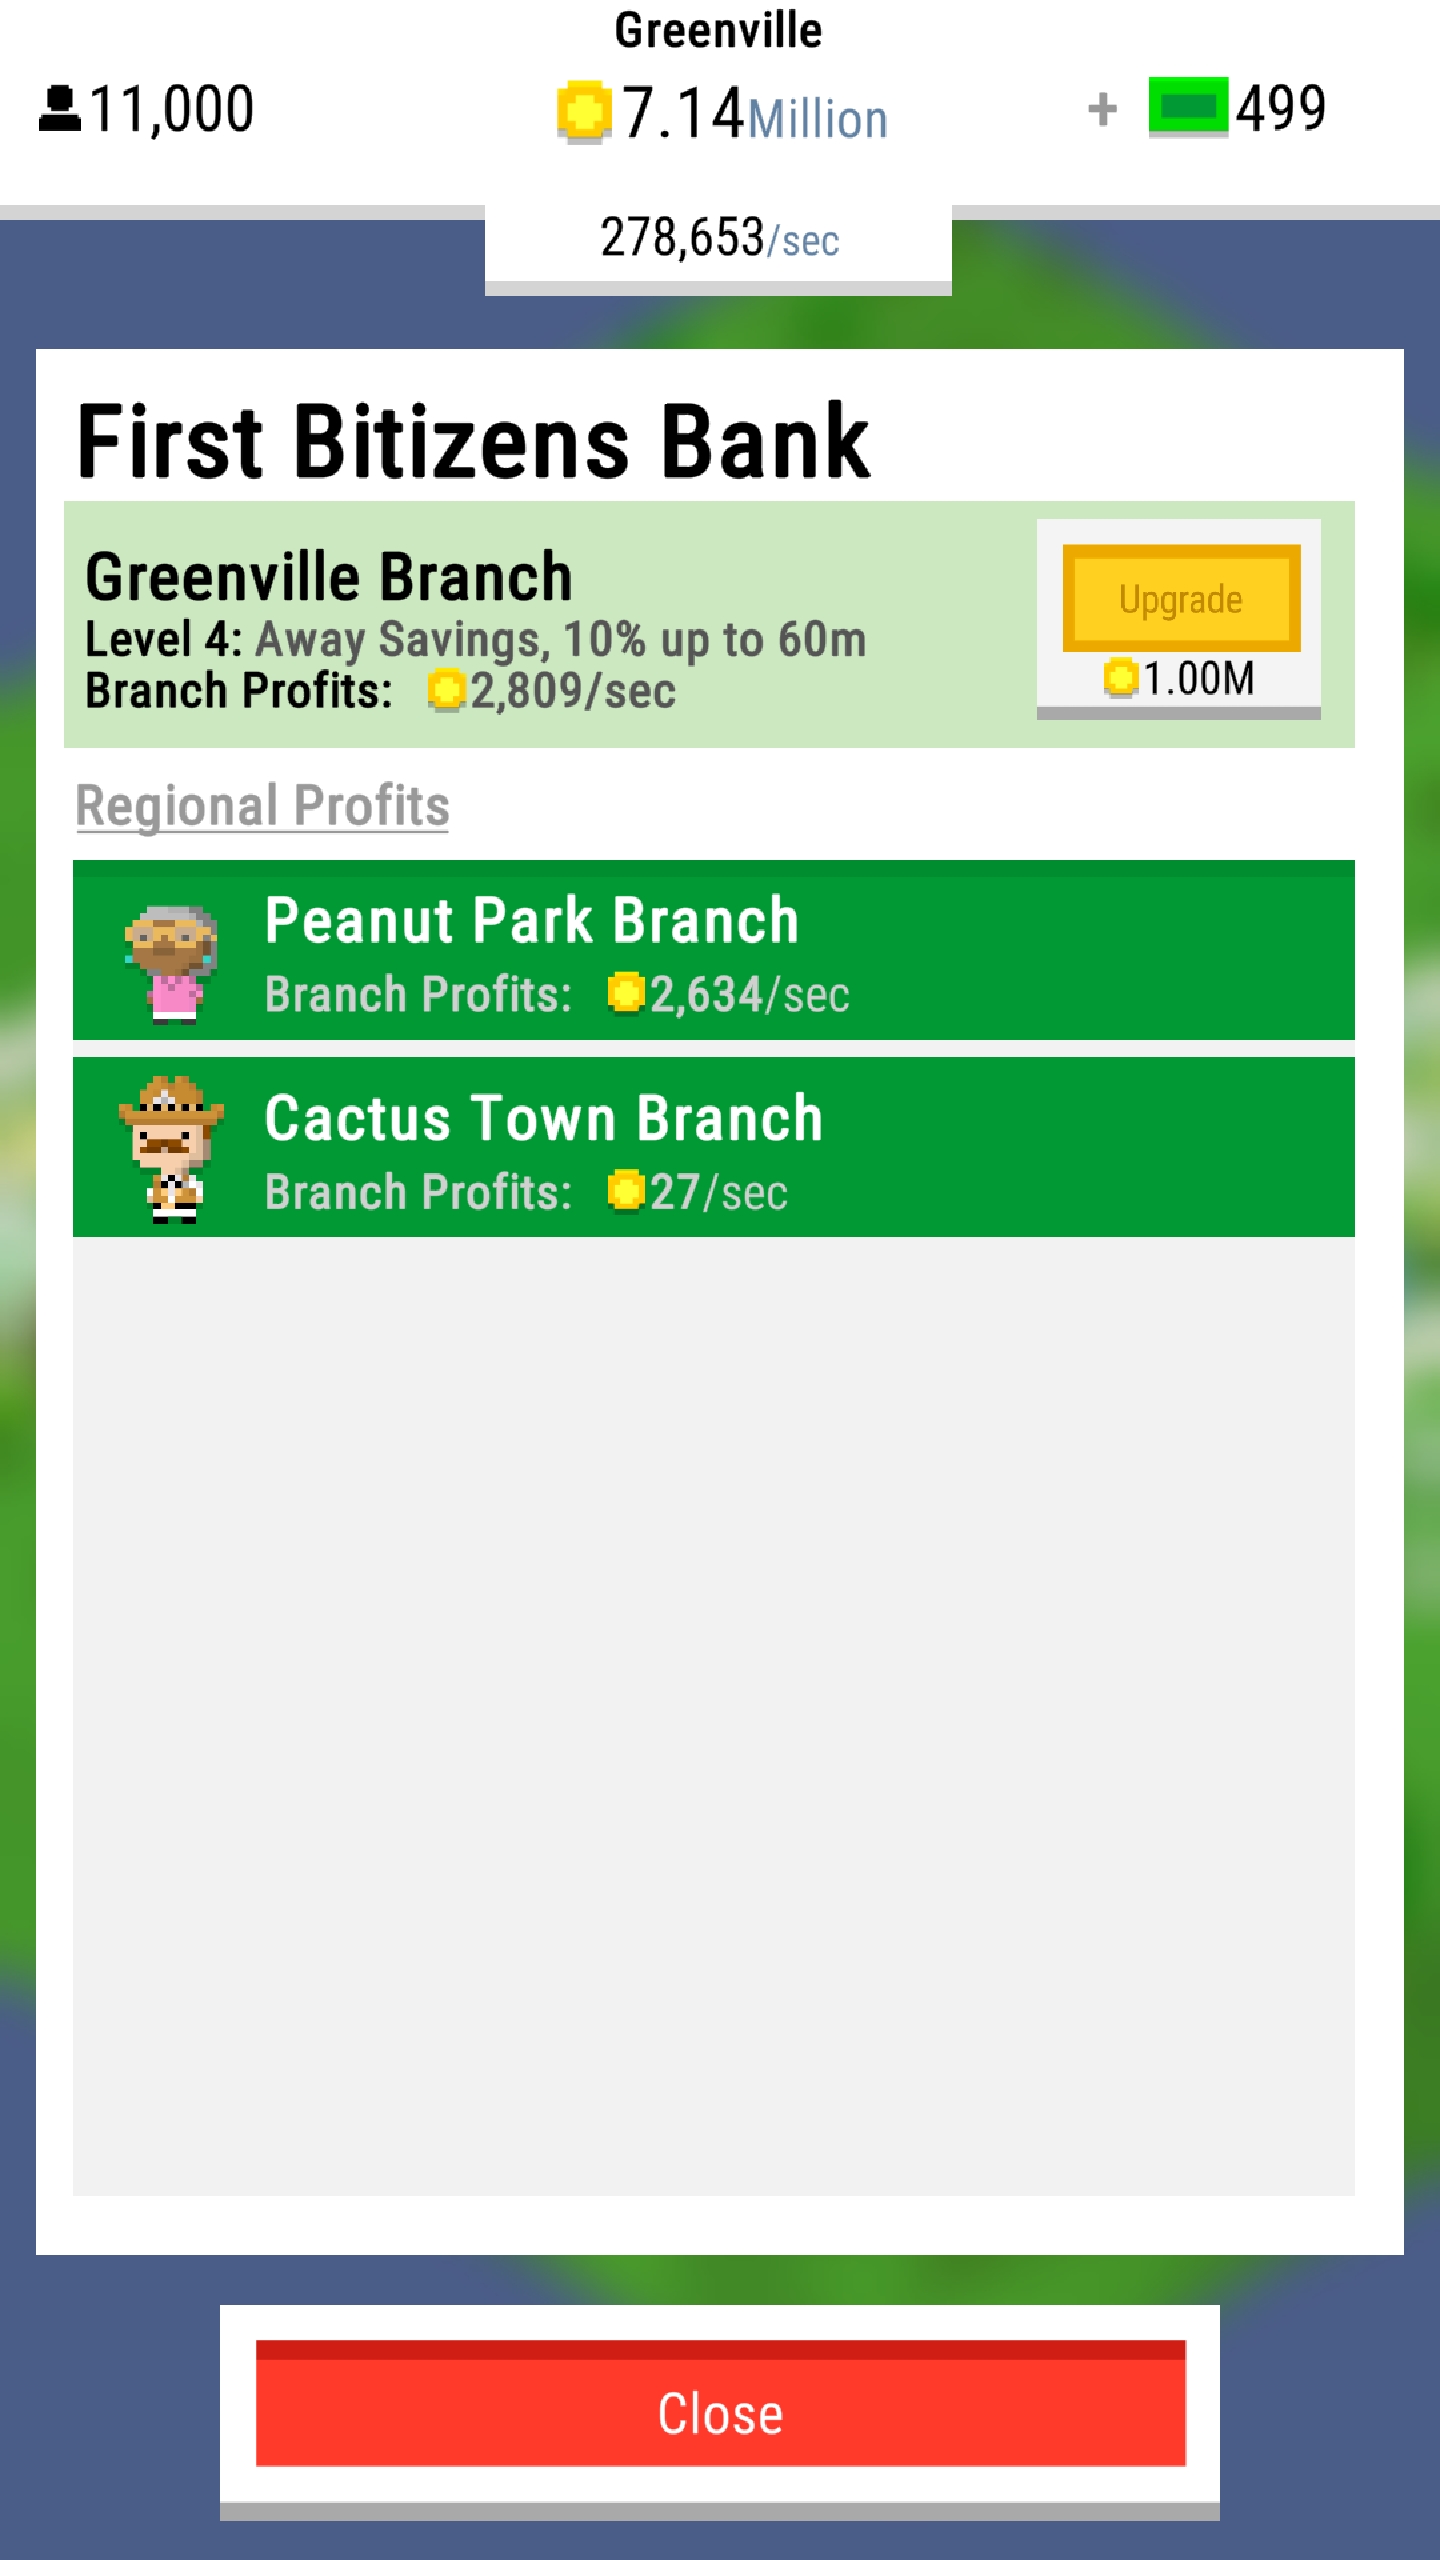 Greenville
11,000
7.14Million
+ 499
278,653/sec
First Bitizens Bank
Greenville Branch
Level 4: Away Savings, 10% up to 60m
Branch Profits: 2,809/sec
Upgrade
1.00M
Regional Profits
Peanut Park Branch
Branch Profits: 2,634/sec
Cactus Town Branch
Branch Profits: 27/sec
Close